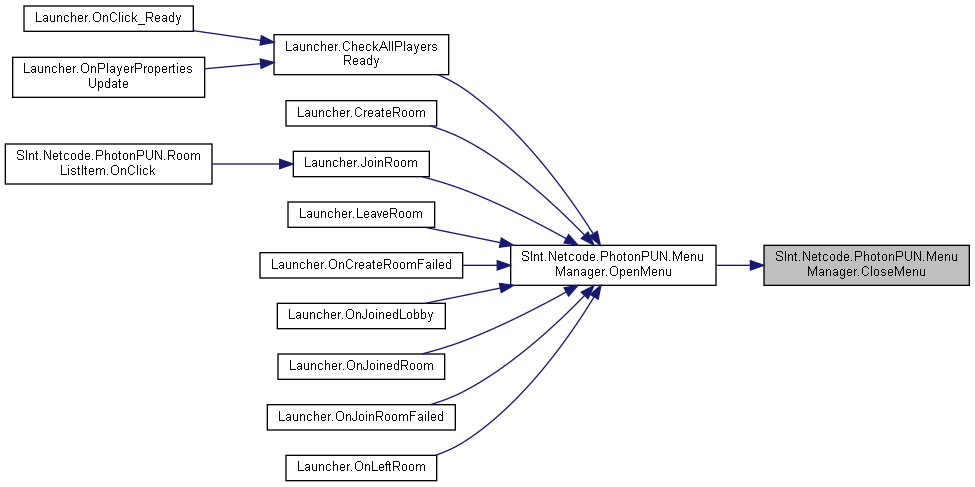 Launcher.OnClick_Ready
Launcher.OnPlayerProperties
Update
SInt.Netcode.PhotonPUN.Room
ListItem.OnClick
Launcher.CheckAllPlayers
Ready
Launcher.CreateRoom
Launcher.JoinRoom
Launcher.LeaveRoom
Launcher.OnCreateRoomFailed
Launcher.OnJoinedLobby
Launcher.OnJoinedRoom
Launcher.OnJoinRoomFailed
Launcher.OnLeftRoom
SInt.Netcode.PhotonPUN.Menu
Manager.OpenMenu
SInt.Netcode.PhotonPUN.Menu
Manager.CloseMenu